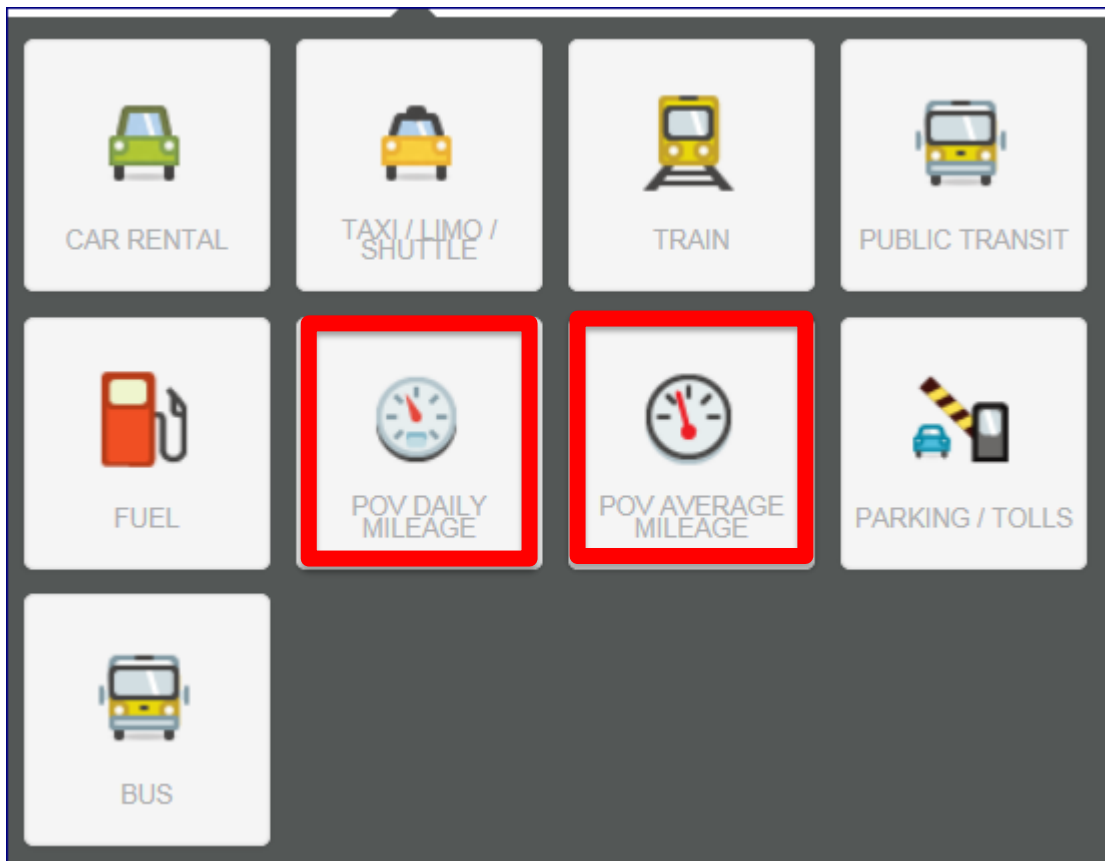 CAR RENTAL
TAXI / LIMO /
SHUTTLE
TRAIN
PUBLIC TRANSIT
FUEL
POV DAILY
MILEAGE
POV AVERAGE
MILEAGE
PARKING / TOLLS
BUS